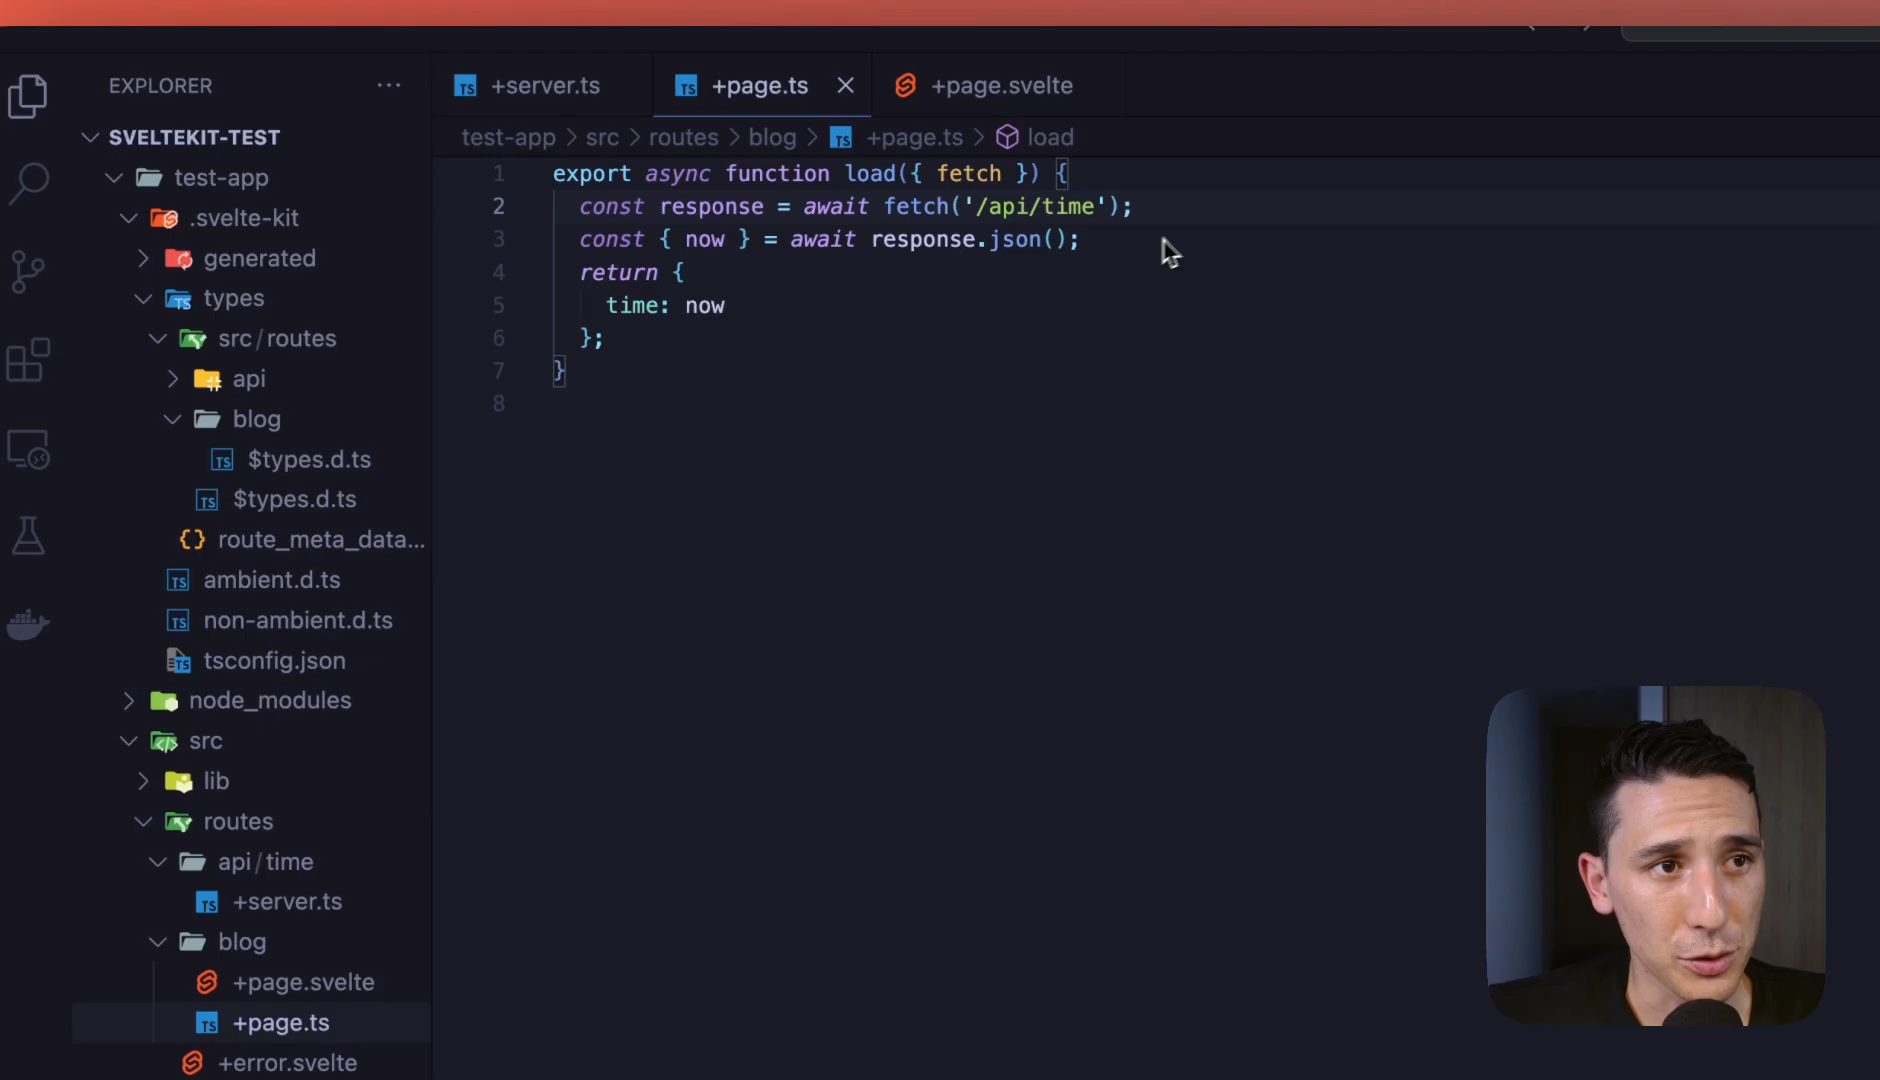 EXPLORER
SVELTEKIT-TEST
test-app
.svelte-kit
generated
types
src/routes
api
blog
$types.d.ts
$types.d.ts
route_meta_data...
ambient.d.ts
non-ambient.d.ts
tsconfig.json
node_modules
src
lib
routes
api/time
+server.ts
blog
+page.svelte
+page.ts
+error.svelte
+server.ts +page.ts +page.svelte
test-app > src > routes > blog > +page.ts > load
1 export async function load({ fetch }) {
2 const response = await fetch('/api/time');
3 const { now } = await response.json();
4 return {
5 time: now
6 };
7 }
8